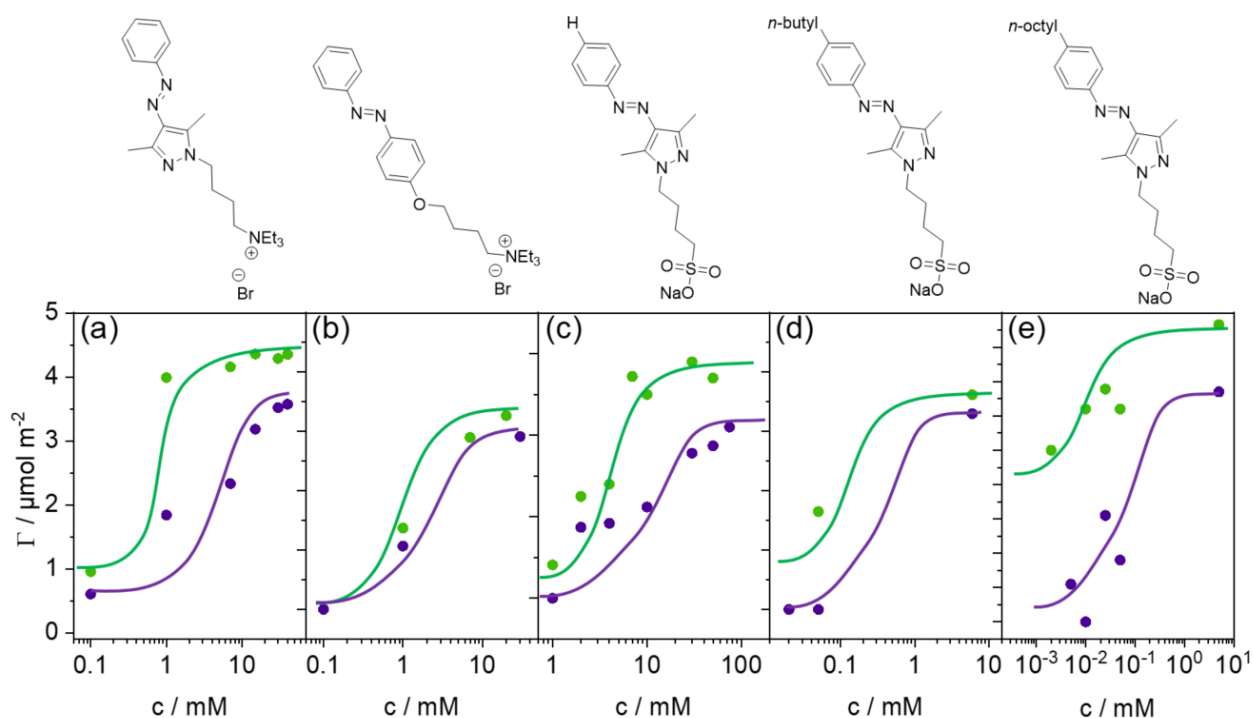 N
N
N
N
NEt3
+
−
Br
N=N
O
NEt3
+
−
Br
H
N=N
N
N
O=S=O
NaO
n-butyl
N=N
N
N
O=S=O
NaO
n-octyl
N=N
N
N
O=S=O
NaO
Γ / µmol m-2
5
4
3
2
1
0
(a)
0.1 1 10
c / mM
(b)
0.1 1 10
c / mM
(c)
1 10 100
c / mM
(d)
0.1 1 10
c / mM
(e)
10-3 10-2 10-1 100 101
c / mM